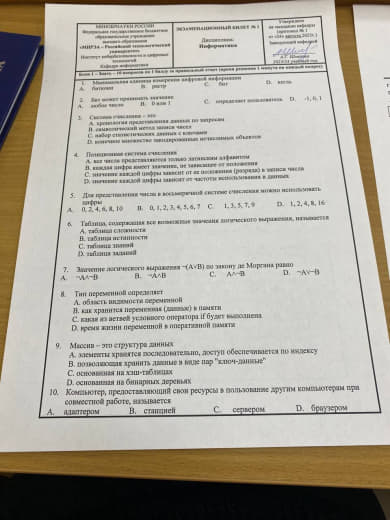 МИНОБРНАУКИ РОССИИ
Федеральное государственное бюджетное
образовательное учреждение
высшего образования
«МИРЭА – Российский технологический
университет»
Институт кибербезопасности и цифровых
технологий
Кафедра информатики
ЭКЗАМЕНАЦИОННЫЙ БИЛЕТ № 1
Дисциплина:
Информатика
Утверждено
на заседании кафедры
(протокол № 1
от «28» августа 2023г.)
Заведующий кафедрой
2023/24 учебный год
Блок 1 – Знать – 10 вопросов по 1 баллу за правильный ответ (время решения 1 минута на каждый вопрос).
1. Минимальная единица измерения цифровой информации
A. батюнит B. растр C. бит D. кегль
2. Бит может принимать значения
A. любое число B. 0 или 1 C. определяет пользователь D. -1, 0, 1
3. Система счисления – это
A. хронология представления данных по запросам
B. символический метод записи чисел
C. набор статистических данных с ключами
D. конечное множество закодированных исчисляемых объектов
4. Позиционная система счисления
A. все числа представляются только латинским алфавитом
B. каждая цифра имеет значение, не зависящее от положения
C. значение каждой цифры зависит от ее положения (разряда) в записи числа
D. значение каждой цифры зависит от частоты использования в данных
5. Для представления числа в восьмеричной системе счисления можно использовать
цифры
A. 0, 2, 4, 6, 8, 10 B. 0, 1, 2, 3, 4, 5, 6, 7 C. 1, 3, 5, 7, 9 D. 1, 2, 4, 8, 16
6. Таблица, содержащая все возможные значения логического выражения, называется
A. таблица сложности
B. таблица истинности
C. таблица знаний
D. таблица заданий
7. Значение логического выражения ¬(A∨B) по закону де Моргана равно
A. ¬A∧¬B B. ¬A∧B C. A∧¬B D. ¬A∨¬B
8. Тип переменной определяет
A. область видимости переменной
B. как хранится переменная (данные) в памяти
C. какая из ветвей условного оператора if будет выполнена
D. время жизни переменной в оперативной памяти
9. Массив – это структура данных
A. элементы хранятся последовательно, доступ обеспечивается по индексу
B. позволяющая хранить данные в виде пар "ключ-данные"
C. основанная на хэш-таблицах
D. основанная на бинарных деревьях
10. Компьютер, предоставляющий свои ресурсы в пользование другим компьютерам при
совместной работе, называется
A. адаптером B. станцией C. сервером D. браузером